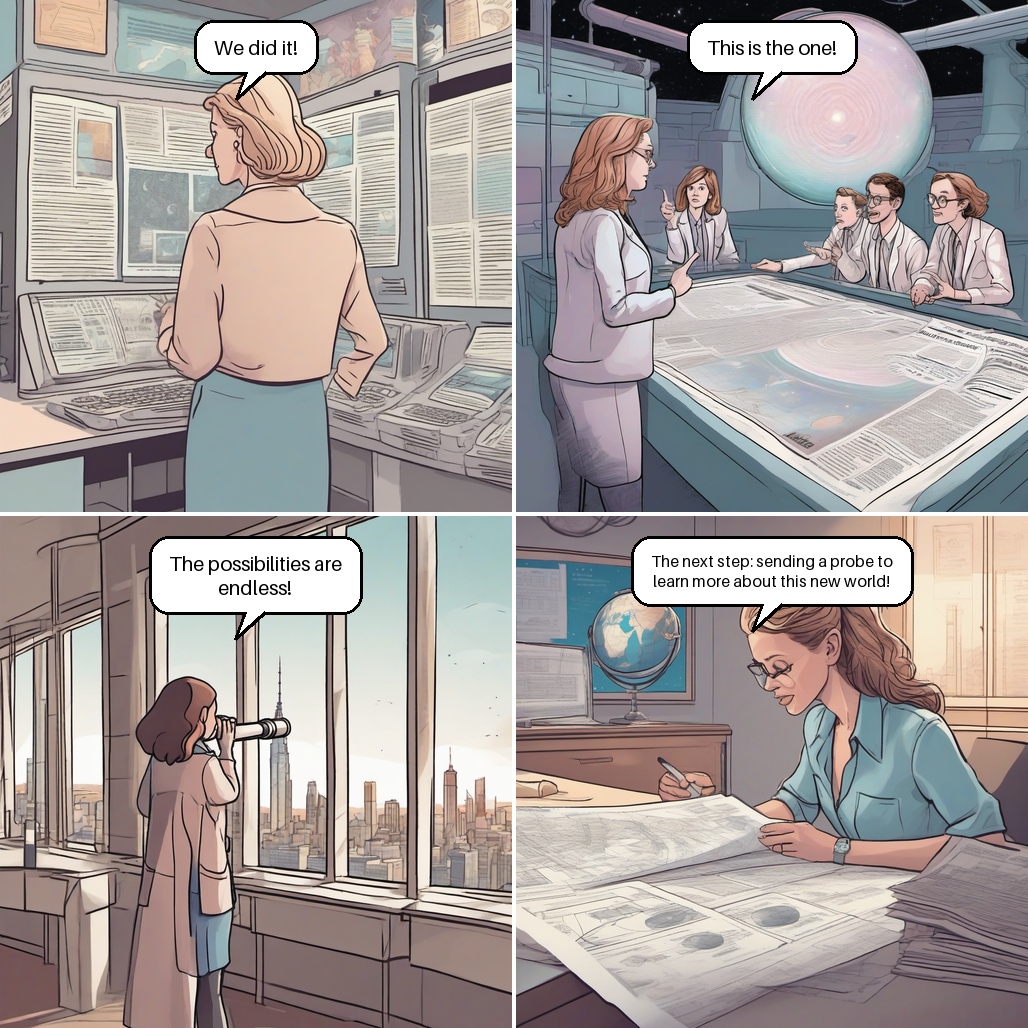 We did it!
This is the one!
The possibilities are
endless!
The next step: sending a probe to
learn more about this new world!